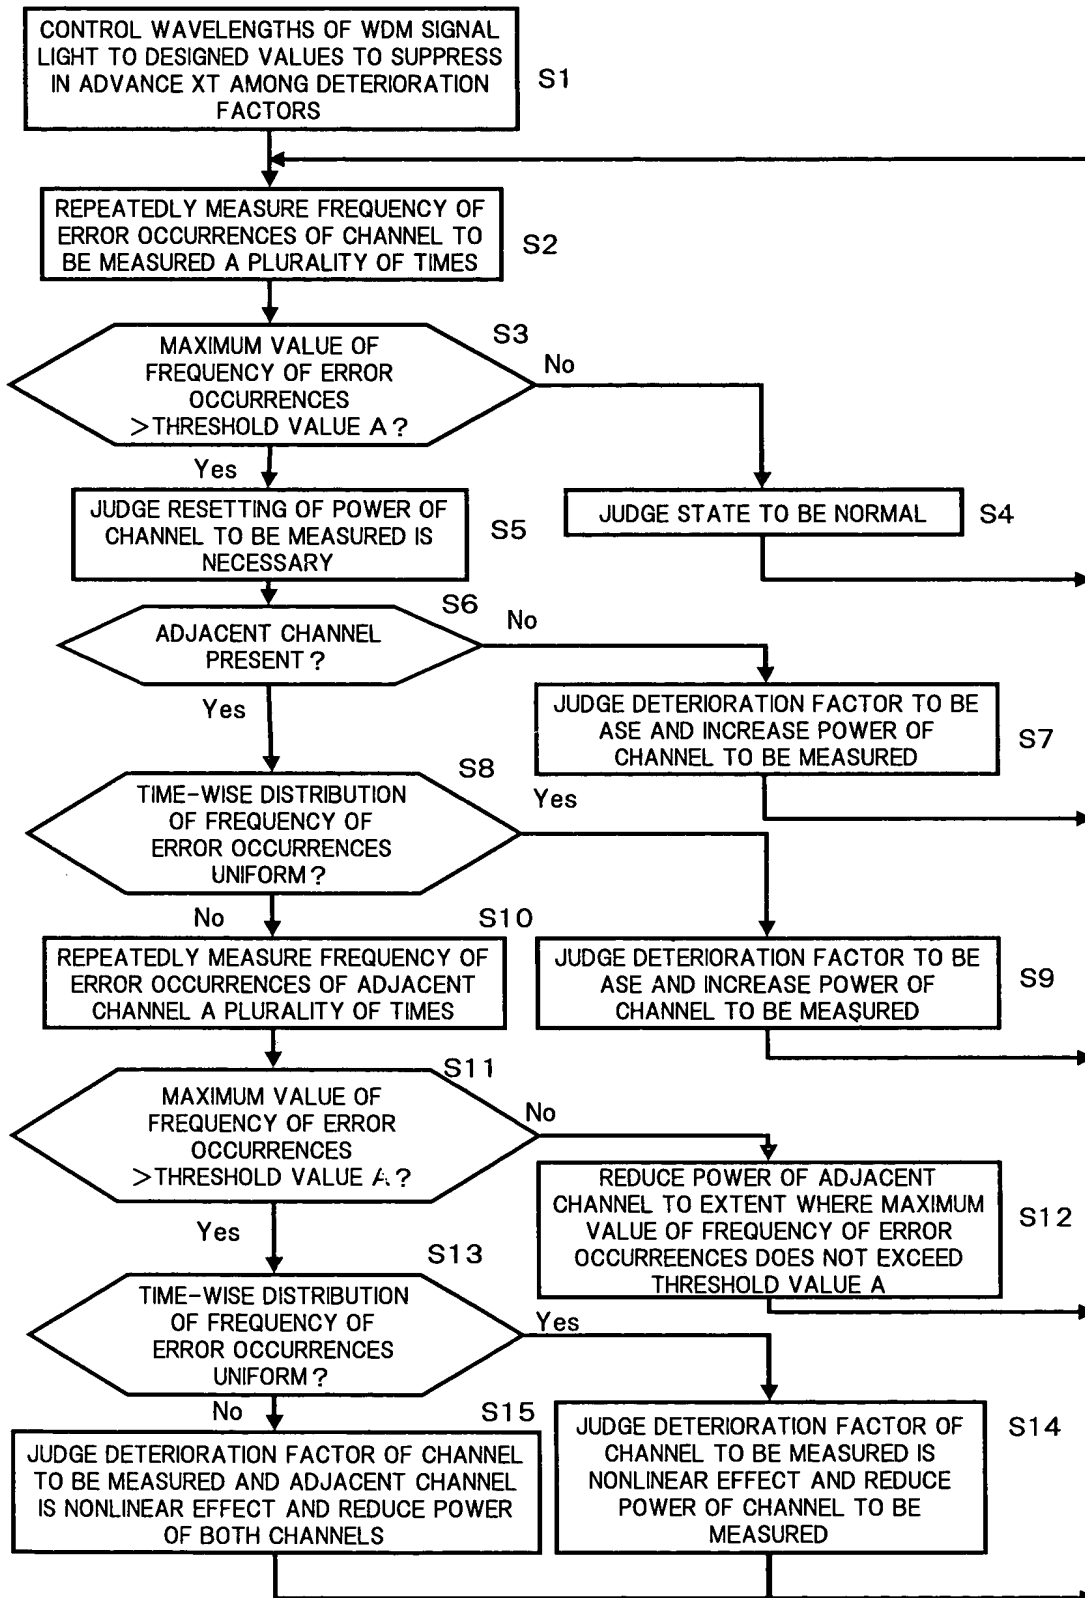 CONTROL WAVELENGTHS OF WDM SIGNAL
LIGHT TO DESIGNED VALUES TO SUPPRESS
IN ADVANCE XT AMONG DETERIORATION
FACTORS
S1
REPEATEDLY MEASURE FREQUENCY OF
ERROR OCCURRENCES OF CHANNEL TO
BE MEASURED A PLURALITY OF TIMES
S2
MAXIMUM VALUE OF
FREQUENCY OF ERROR
OCCURRENCES
>THRESHOLD VALUE A?
S3
No
Yes
JUDGE STATE TO BE NORMAL
S4
JUDGE RESETTING OF POWER OF
CHANNEL TO BE MEASURED IS
NECESSARY
S5
ADJACENT CHANNEL
PRESENT?
S6
No
Yes
JUDGE DETERIORATION FACTOR TO BE
ASE AND INCREASE POWER OF
CHANNEL TO BE MEASURED
S7
TIME-WISE DISTRIBUTION
OF FREQUENCY OF
ERROR OCCURRENCES
UNIFORM?
S8
Yes
No
JUDGE DETERIORATION FACTOR TO BE
ASE AND INCREASE POWER OF
CHANNEL TO BE MEASURED
S9
REPEATEDLY MEASURE FREQUENCY OF
ERROR OCCURRENCES OF ADJACENT
CHANNEL A PLURALITY OF TIMES
S10
MAXIMUM VALUE OF
FREQUENCY OF ERROR
OCCURRENCES
>THRESHOLD VALUE A?
S11
No
Yes
REDUCE POWER OF ADJACENT
CHANNEL TO EXTENT WHERE MAXIMUM
VALUE OF FREQUENCY OF ERROR
OCCURREENCES DOES NOT EXCEED
THRESHOLD VALUE A
S12
TIME-WISE DISTRIBUTION
OF FREQUENCY OF
ERROR OCCURRENCES
UNIFORM?
S13
Yes
No
JUDGE DETERIORATION FACTOR OF
CHANNEL TO BE MEASURED IS
NONLINEAR EFFECT AND REDUCE
POWER OF CHANNEL TO BE
MEASURED
S14
JUDGE DETERIORATION FACTOR OF CHANNEL
TO BE MEASURED AND ADJACENT CHANNEL
IS NONLINEAR EFFECT AND REDUCE POWER
OF BOTH CHANNELS
S15